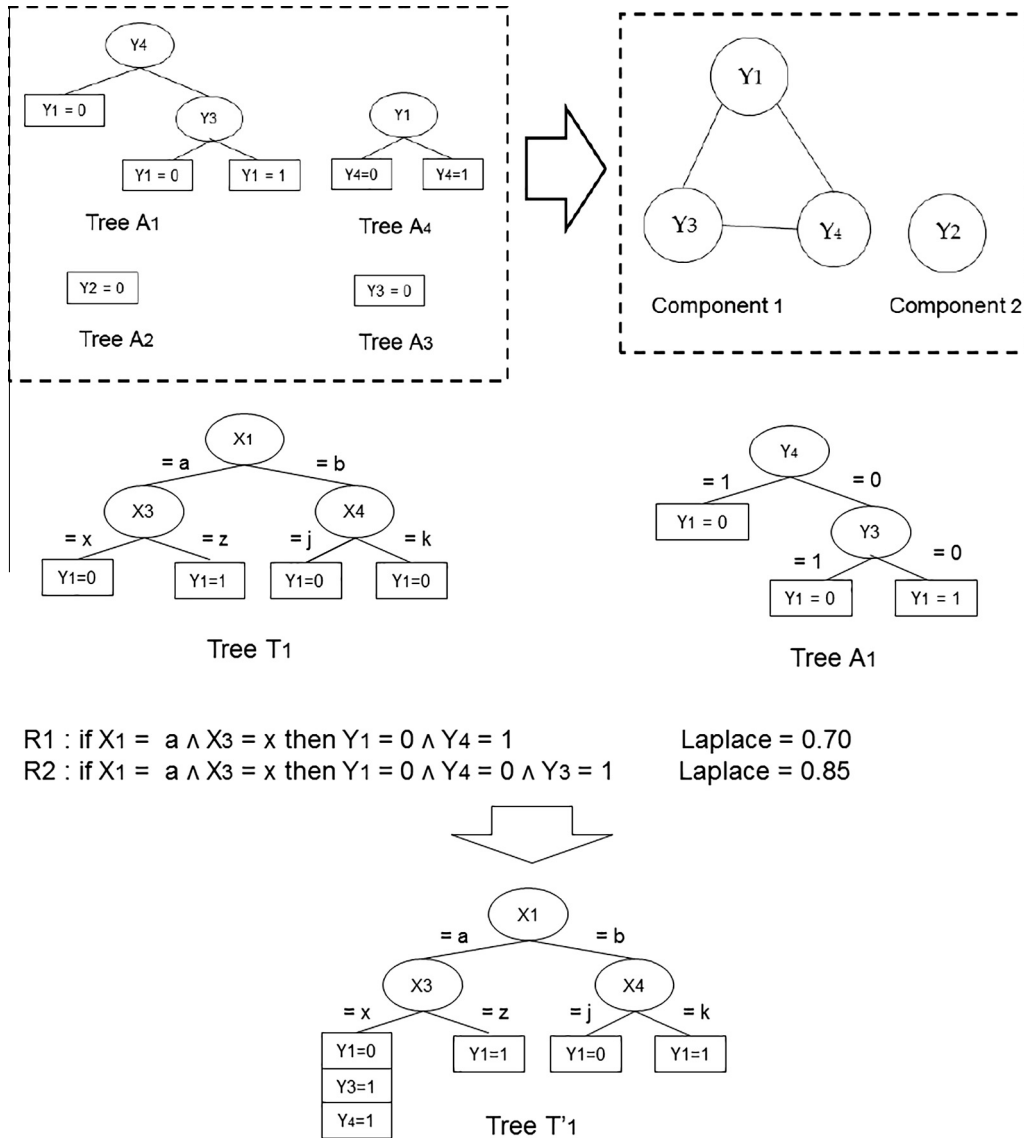 Y4
Y1 = 0
Y3
Y1
Y1 = 0
Y1 = 1
Y4=0
Y4=1
Tree A1
Tree A4
Y2 = 0
Y3 = 0
Tree A2
Tree A3
Y1
Y3
Y4
Y2
Component 1
Component 2
X1
= a
= b
X3
X4
= x
= z
= j
= k
Y1=0
Y1=1
Y1=0
Y1=0
Tree T1
Y4
= 1
= 0
Y1 = 0
Y3
= 1
= 0
Y1 = 0
Y1 = 1
Tree A1
R1 : if X1 = a ∧ X3 = x then Y1 = 0 ∧ Y4 = 1 Laplace = 0.70
R2 : if X1 = a ∧ X3 = x then Y1 = 0 ∧ Y4 = 0 ∧ Y3 = 1 Laplace = 0.85
X1
= a
= b
X3
X4
= x
= z
= j
= k
Y1=0
Y1=1
Y1=0
Y1=1
Y3=1
Y4=1
Tree T'1